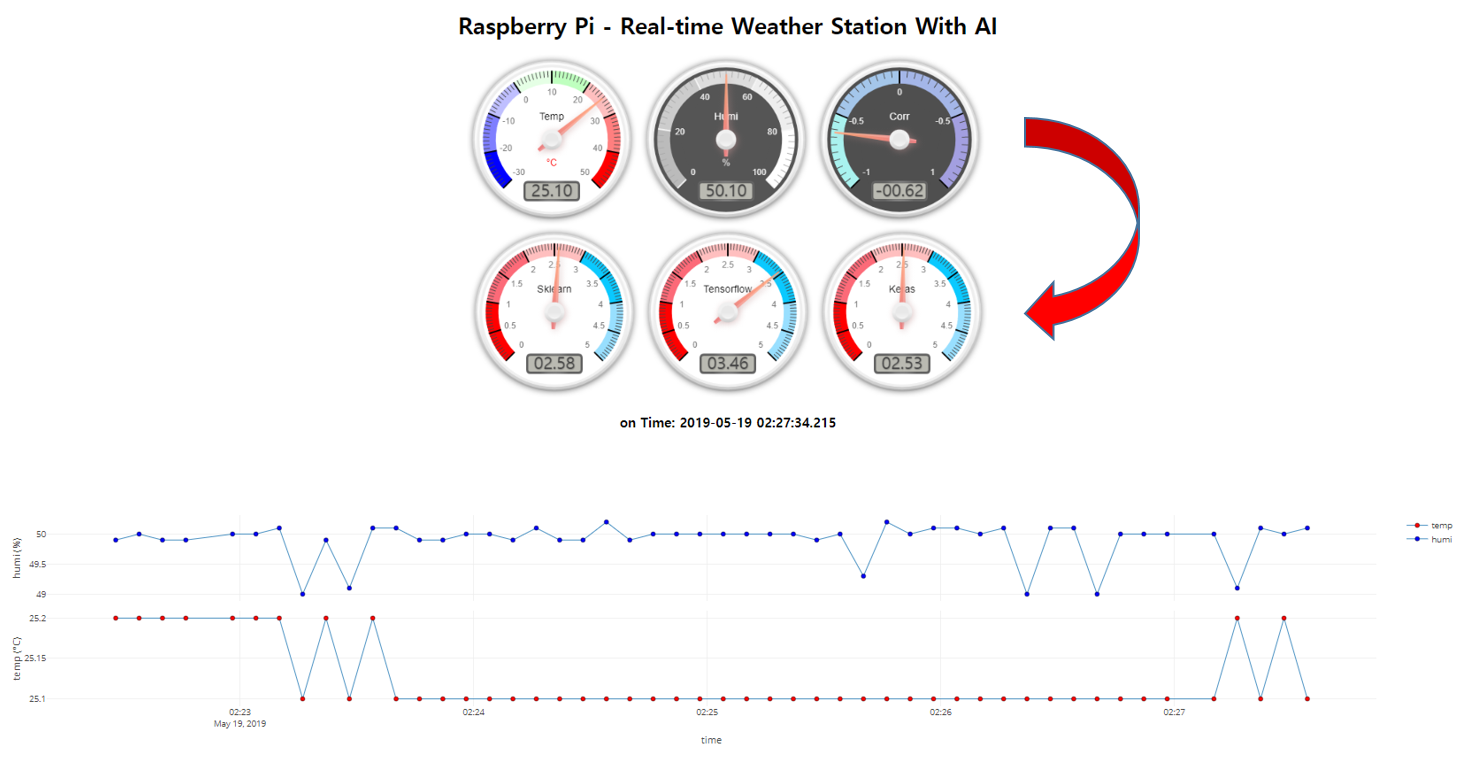 Raspberry Pi - Real-time Weather Station With AI
-30 -20 -10 0 10 20 30 40 50
Temp
°C
25.10
0 20 40 60 80 100
Humi
%
50.10
-1 -0.5 0 -0.5 1
Corr
-00.62
0 0.5 1 1.5 2 2.5 3 3.5 4 4.5 5
Sklearn
02.58
0 0.5 1 1.5 2 2.5 3 3.5 4 4.5 5
Tensorflow
03.46
0 0.5 1 1.5 2 2.5 3 3.5 4 4.5 5
Keras
02.53
on Time: 2019-05-19 02:27:34.215
temp
humi
humi (%)
50
49.5
49
temp (°C)
25.2
25.15
25.1
02:23 02:24 02:25 02:26 02:27
May 19, 2019
time